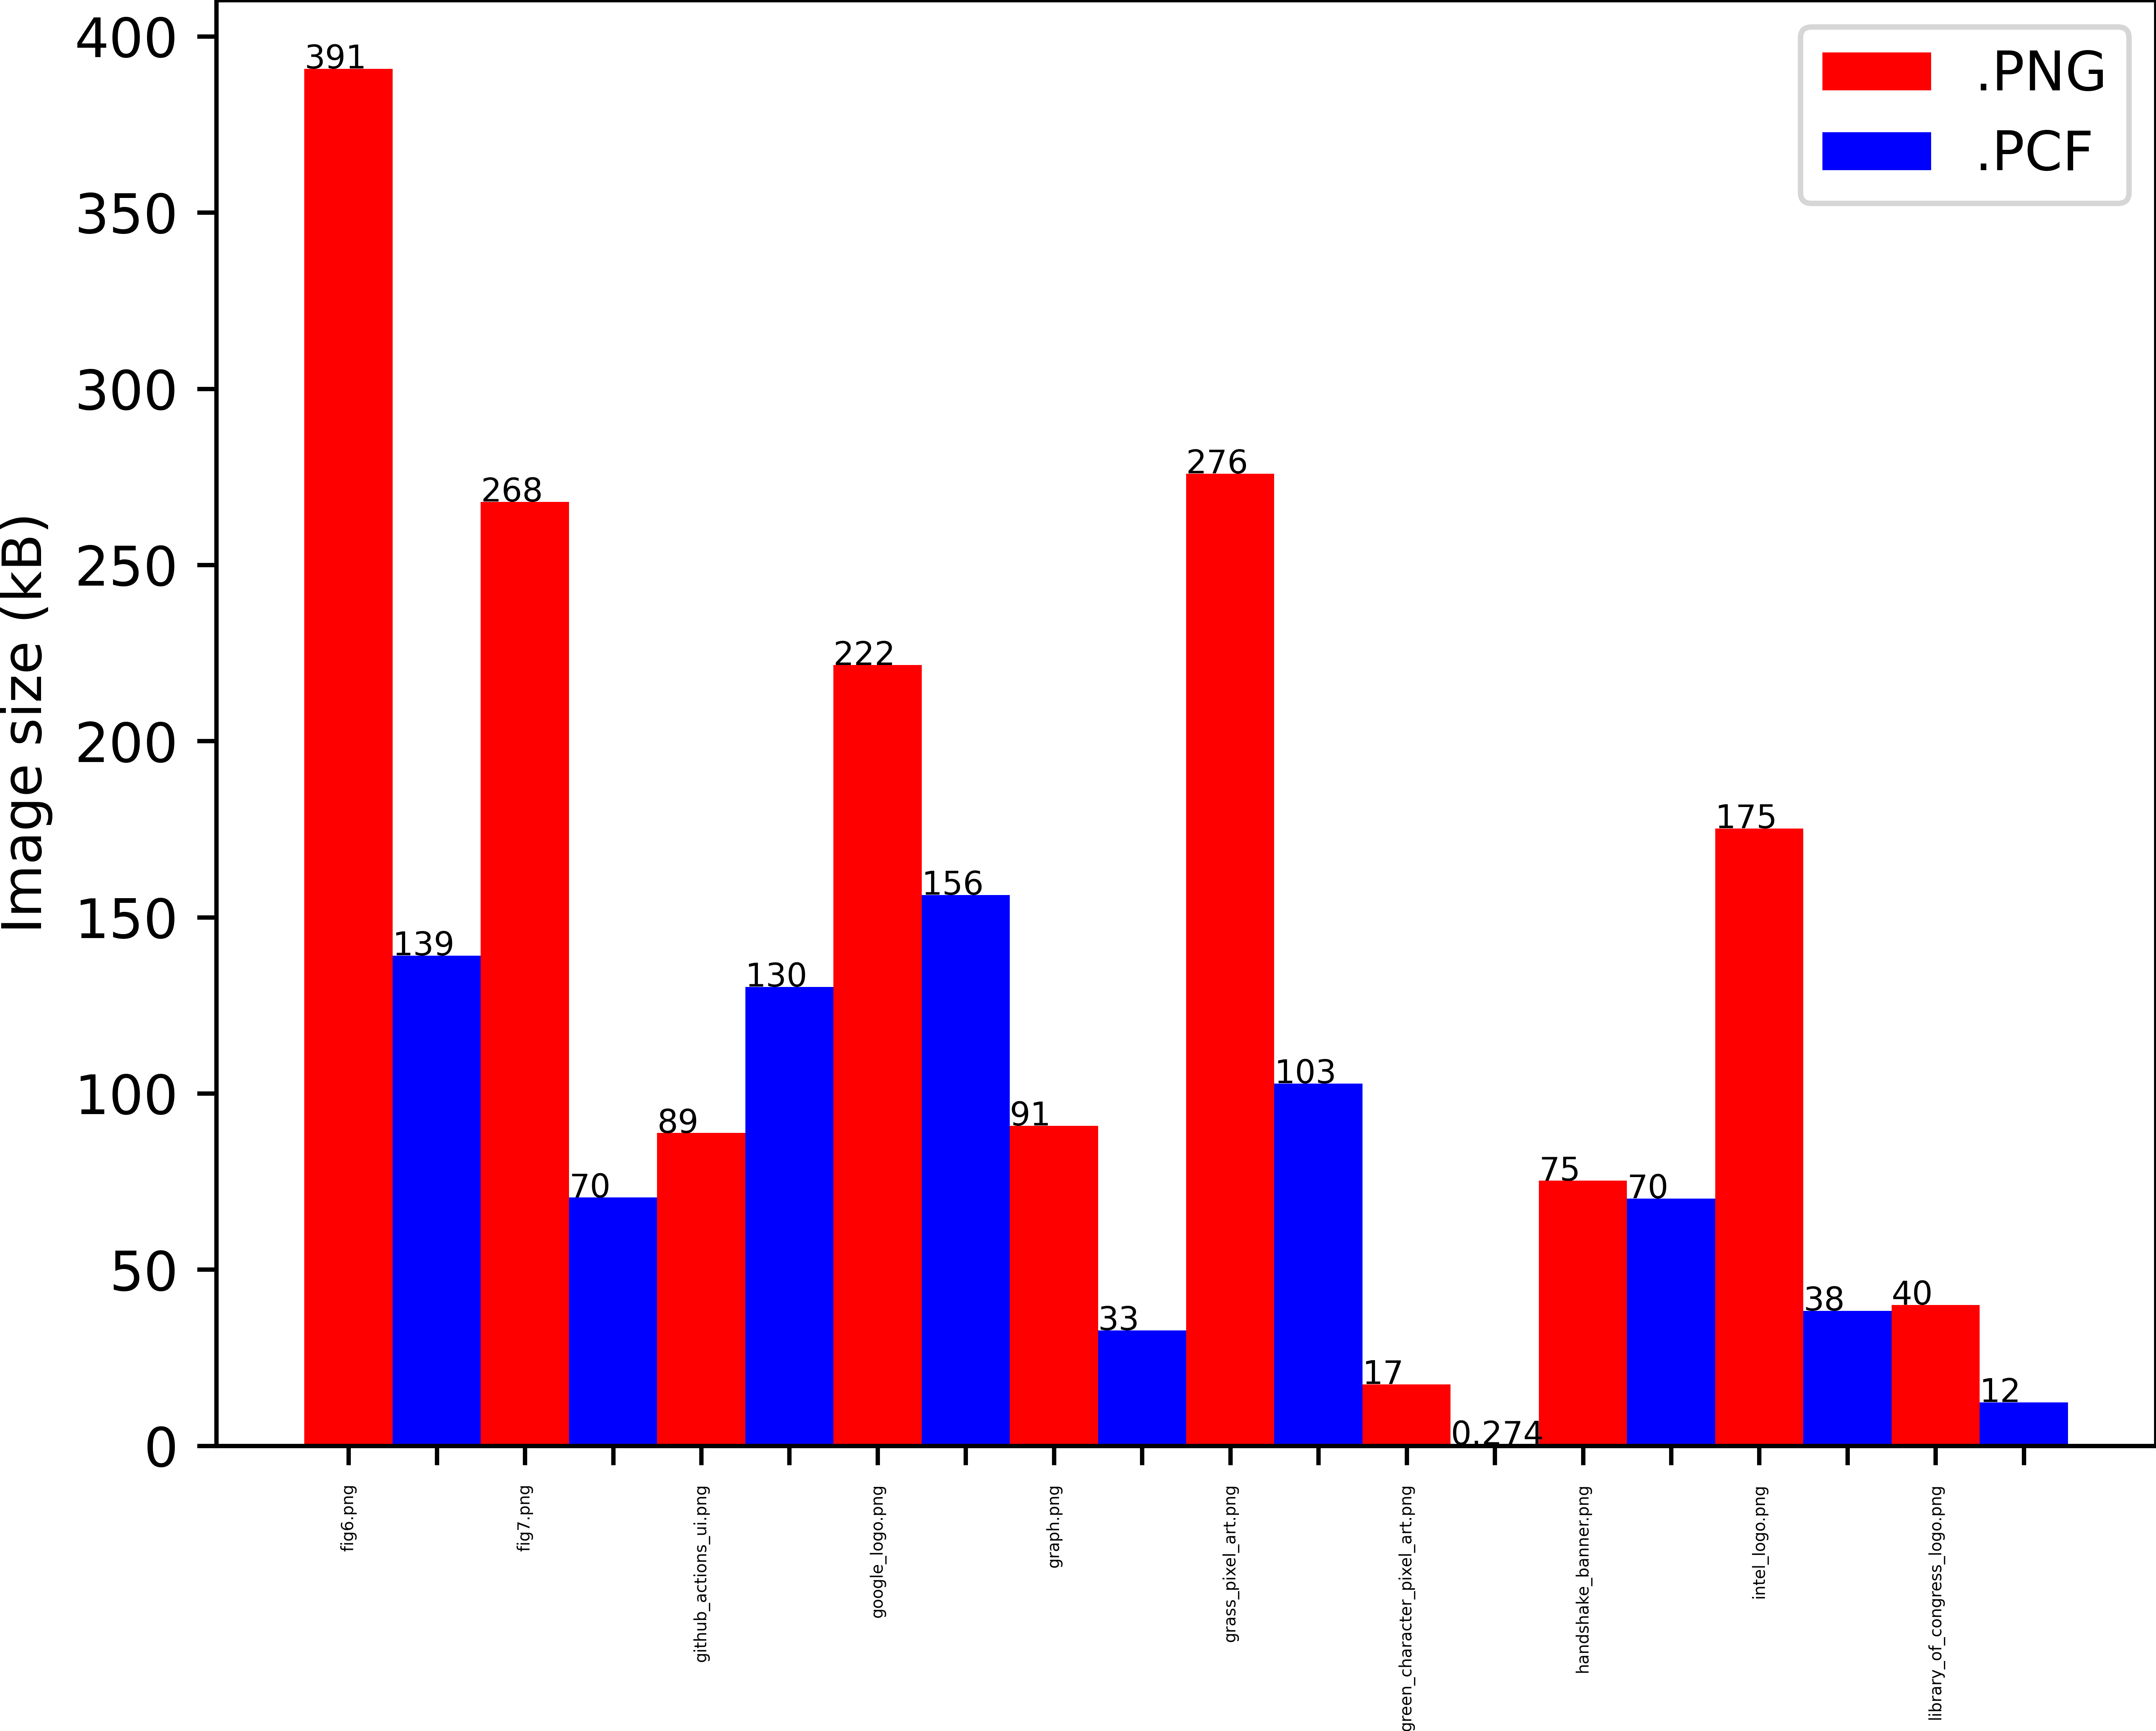 400
350
300
250
200
150
100
50
0
Image size (kB)
.PNG
.PCF
391
139
268
70
89
130
222
156
91
33
276
103
17
0.274
75
70
175
38
40
12
fig6.png
fig7.png
github_actions_ui.png
google_logo.png
graph.png
grass_pixel_art.png
green_character_pixel_art.png
handshake_banner.png
intel_logo.png
library_of_congress_logo.png